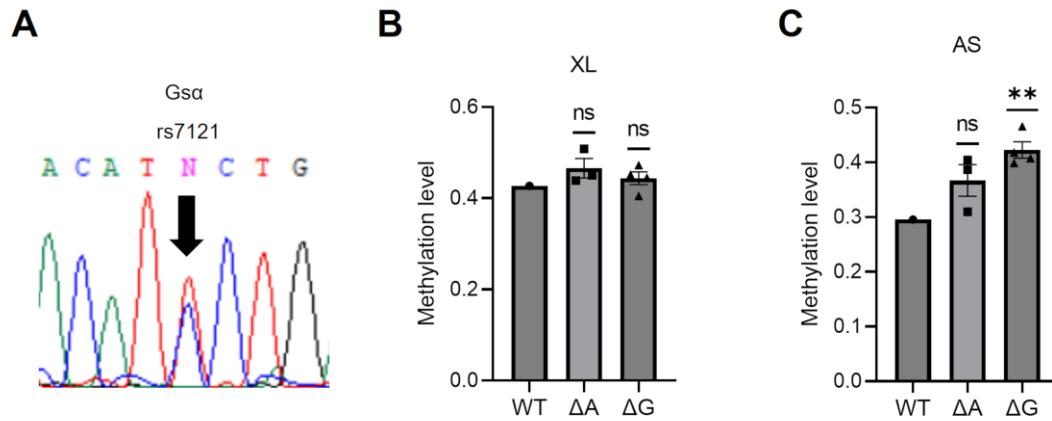 A
Gsα
rs7121
A C A T N C T G
B
XL
Methylation level
0.6
0.4
0.2
0.0
ns
ns
WT ΔA ΔG
C
AS
Methylation level
0.5
0.4
0.3
0.2
0.1
0.0
ns
**
WT ΔA ΔG